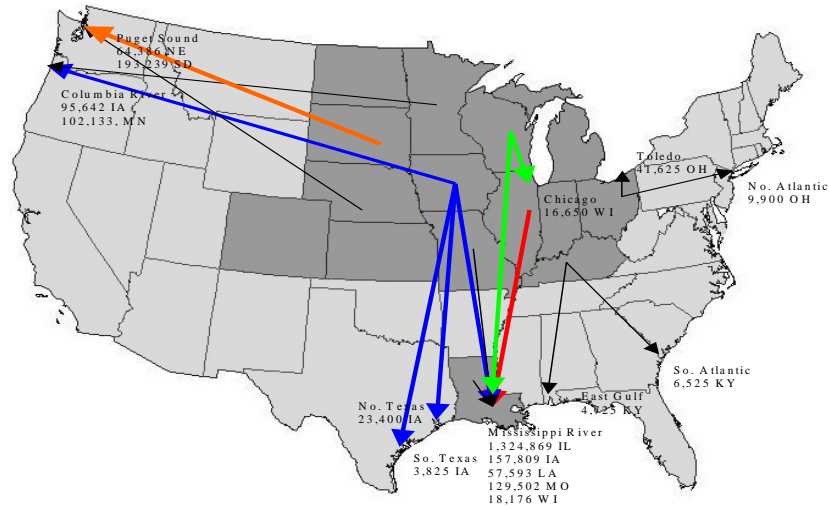 Puget Sound
64,386 NE
193,239 SD
Columbia River
95,642 IA
102,133, MN
Toledo
41,625 OH
No. Atlantic
9,900 OH
Chicago
16,650 WI
So. Atlantic
6,525 KY
East Gulf
4,725 KY
No. Texas
23,400 IA
So. Texas
3,825 IA
Mississippi River
1,324,869 IL
157,809 IA
57,593 LA
129,502 MO
18,176 WI